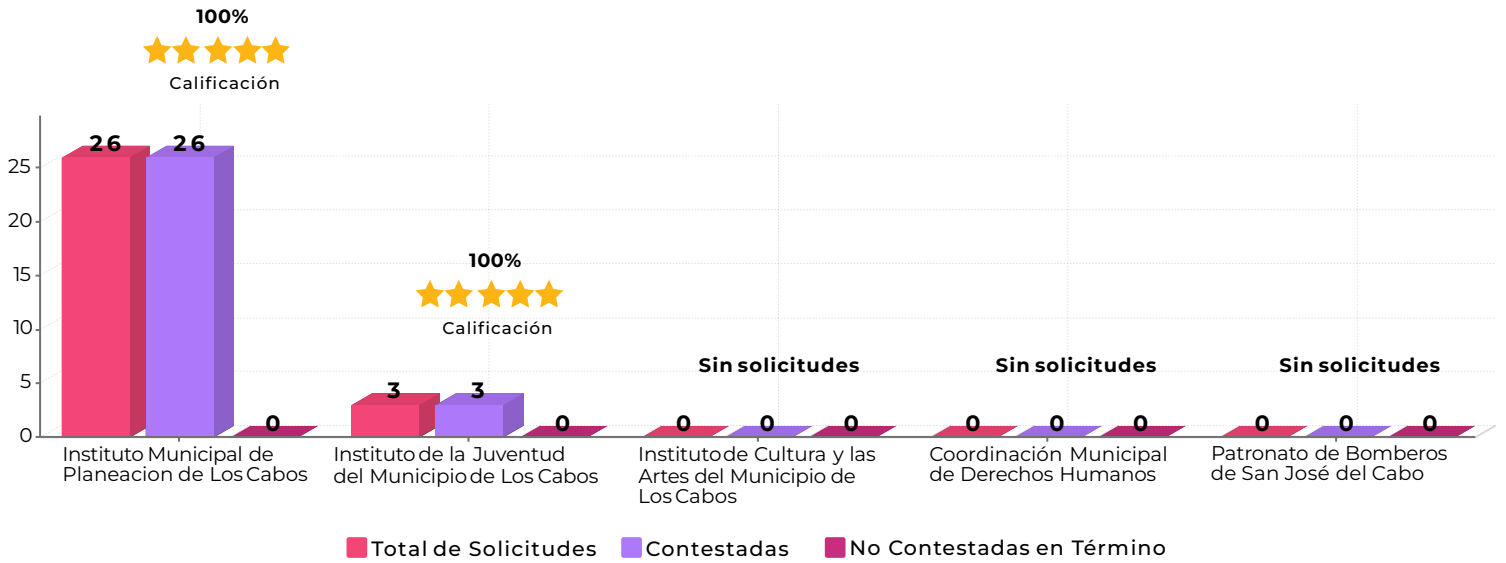 100%
Calificación
26 26
25
20
15
10
5
0
0
100%
Calificación
3 3 0
Sin solicitudes
0 0 0
Sin solicitudes
0 0 0
Sin solicitudes
0 0 0
Instituto Municipal de
Planeacion de Los Cabos
Instituto de la Juventud
del Municipio de Los Cabos
Instituto de Cultura y las
Artes del Municipio de
Los Cabos
Coordinación Municipal
de Derechos Humanos
Patronato de Bomberos
de San José del Cabo
Total de Solicitudes
Contestadas
No Contestadas en Término